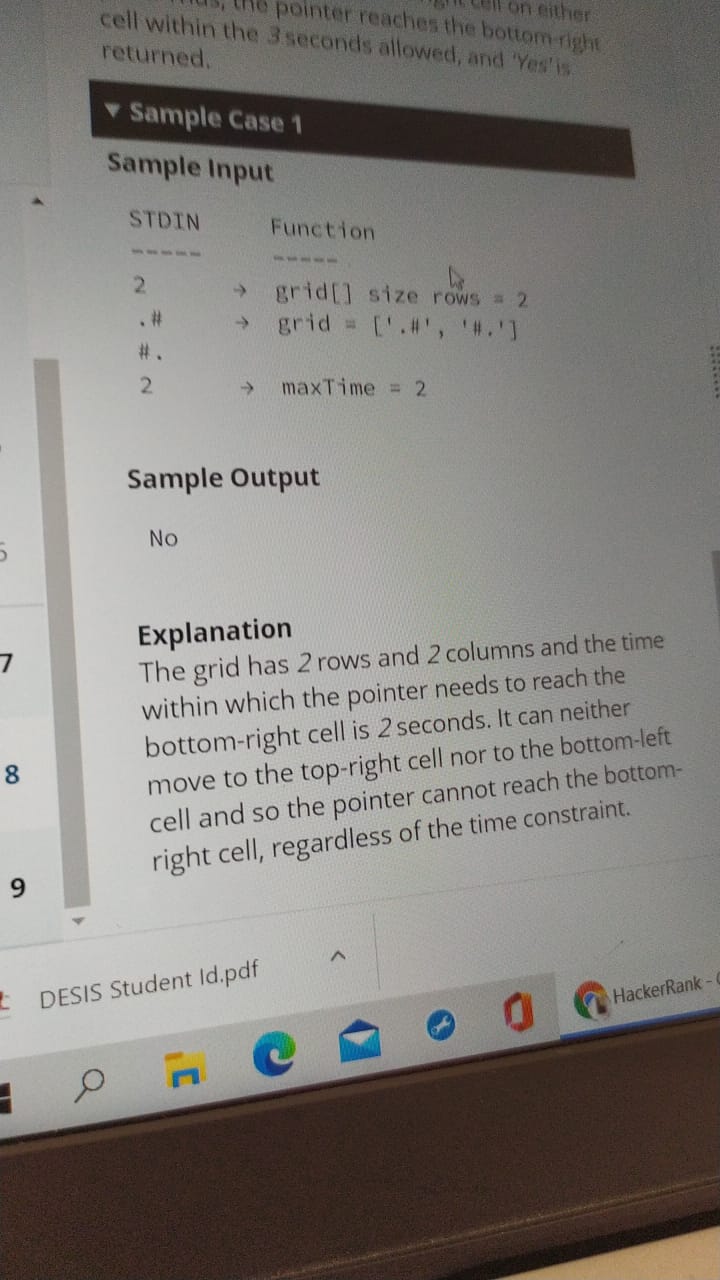 cell on either
the pointer reaches the bottom-right
cell within the 3 seconds allowed, and 'Yes' is
returned.
▼ Sample Case 1
Sample Input
STDIN Function
----- -----
2 → grid[] size rows = 2
.# → grid = ['.#', '#.']
#.
2 → maxTime = 2
Sample Output
No
Explanation
The grid has 2 rows and 2 columns and the time
within which the pointer needs to reach the
bottom-right cell is 2 seconds. It can neither
move to the top-right cell nor to the bottom-left
cell and so the pointer cannot reach the bottom-
right cell, regardless of the time constraint.
7
8
9
DESIS Student Id.pdf
HackerRank -